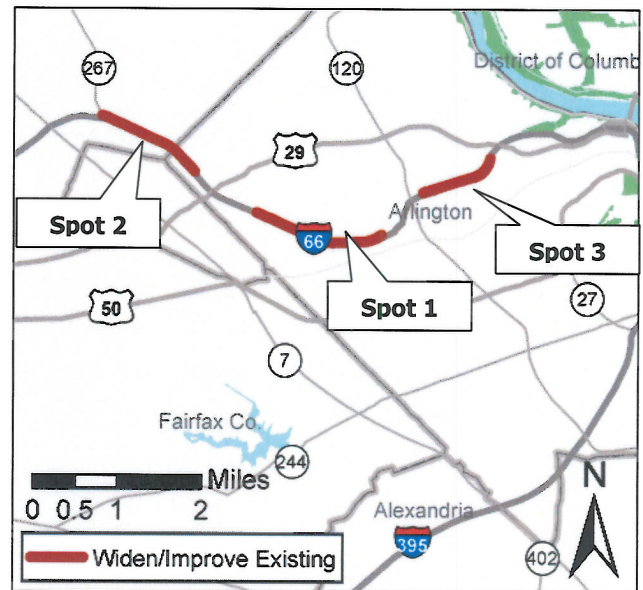 267
120
District of Columb
29
Spot 2
Arlington
66
Spot 3
Spot 1
50
27
7
Fairfax Co.
244
Miles
0 0.5 1 2
N
Alexandria
395
Widen/Improve Existing
402